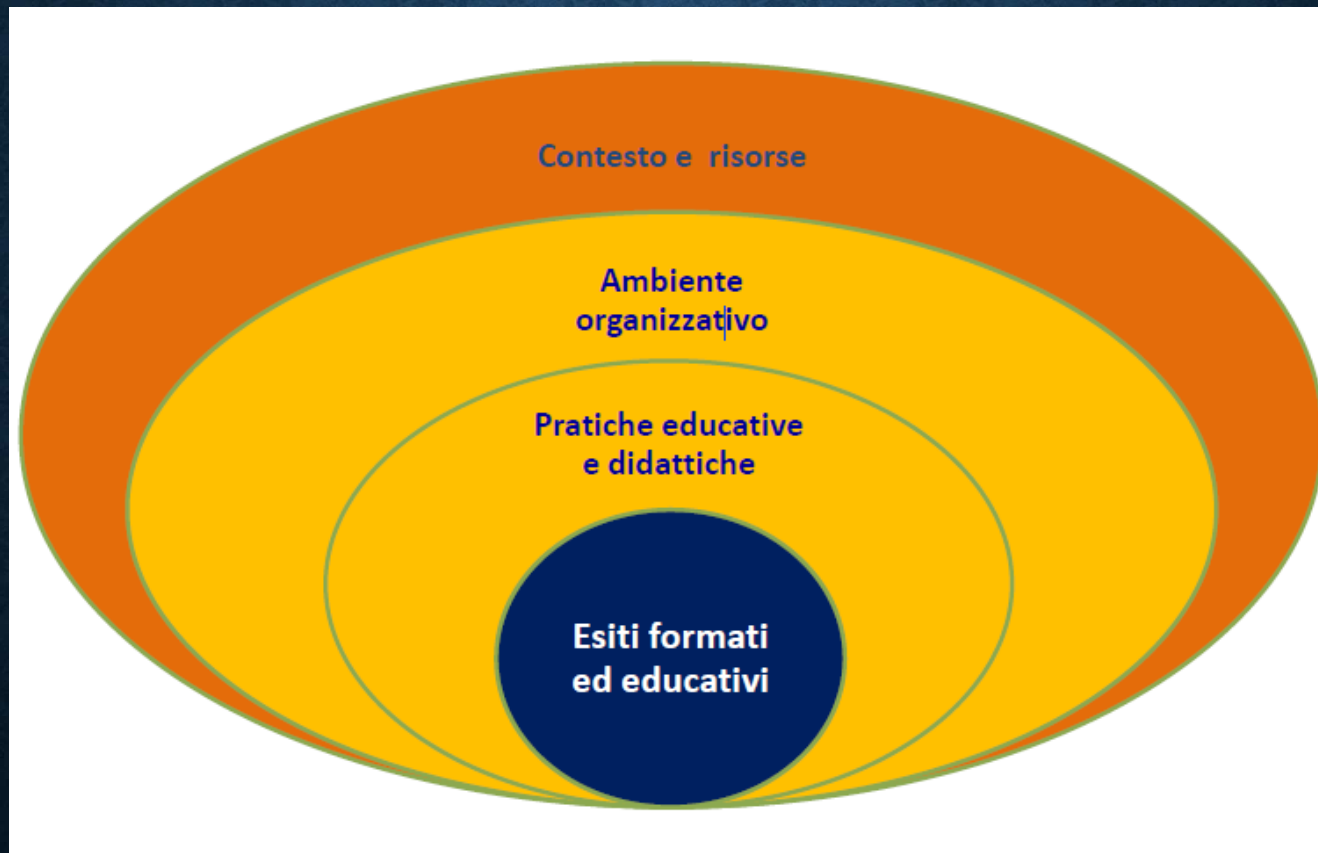 Contesto e risorse
Ambiente
organizzativo
Pratiche educative
e didattiche
Esiti formati
ed educativi